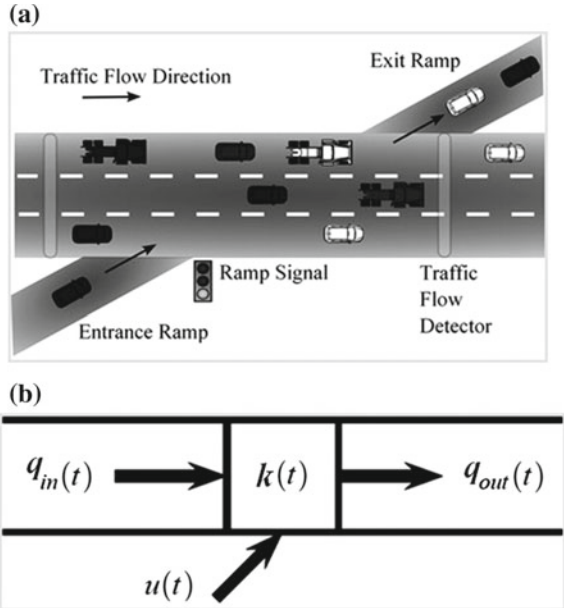 (a)
Exit Ramp
Traffic Flow Direction
Ramp Signal
Traffic
Flow
Detector
Entrance Ramp
(b)
q_in(t)
k(t)
q_out(t)
u(t)